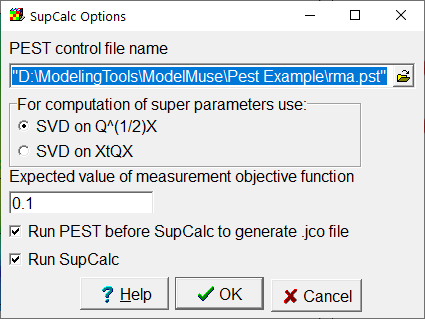 SupCalc Options
PEST control file name
"D:\ModelingTools\ModelMuse\Pest Example\rma.pst"
For computation of super parameters use:
SVD on Q^(1/2)X
SVD on XtQX
Expected value of measurement objective function
0.1
Run PEST before SupCalc to generate .jco file
Run SupCalc
? Help OK Cancel